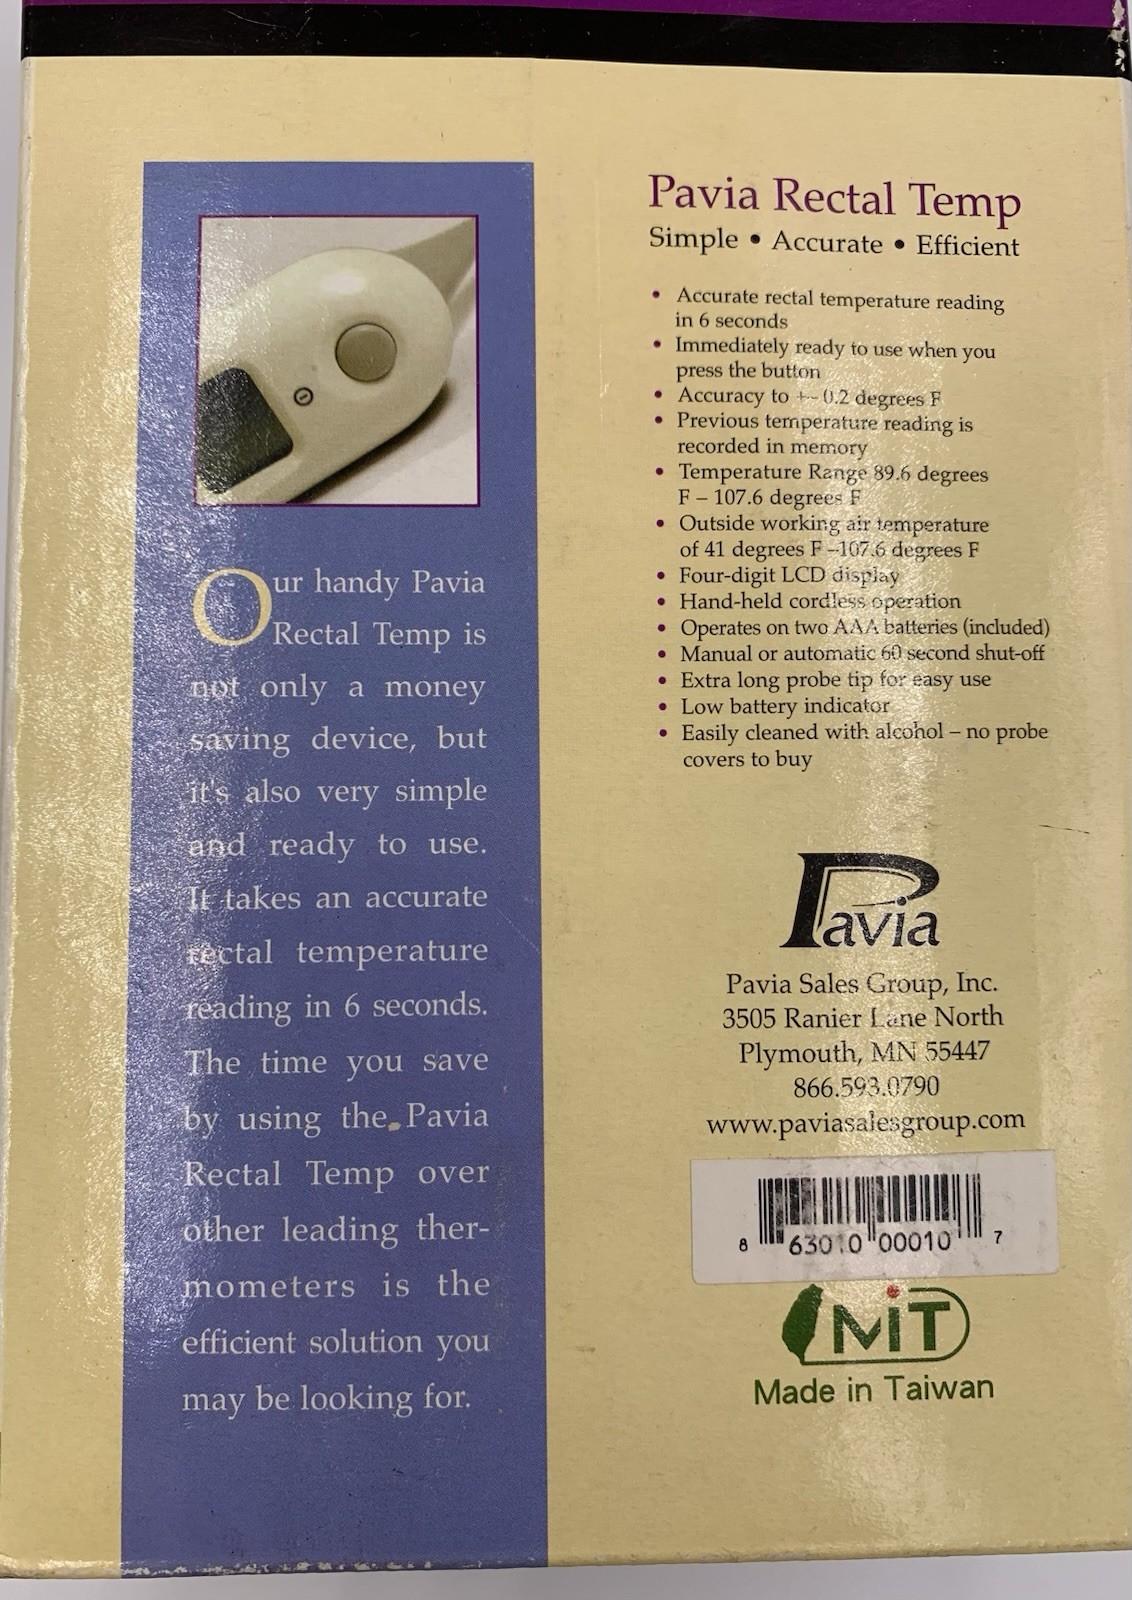 Our handy Pavia
Rectal Temp is
not only a money
saving device, but
it's also very simple
and ready to use.
It takes an accurate
rectal temperature
reading in 6 seconds.
The time you save
by using the Pavia
Rectal Temp over
other leading ther-
mometers is the
efficient solution you
may be looking for.
Pavia Rectal Temp
Simple • Accurate • Efficient
• Accurate rectal temperature reading
in 6 seconds
• Immediately ready to use when you
press the button
• Accuracy to +- 0.2 degrees F
• Previous temperature reading is
recorded in memory
• Temperature Range 89.6 degrees
F – 107.6 degrees F
• Outside working air temperature
of 41 degrees F –107.6 degrees F
• Four-digit LCD display
• Hand-held cordless operation
• Operates on two AAA batteries (included)
• Manual or automatic 60 second shut-off
• Extra long probe tip for easy use
• Low battery indicator
• Easily cleaned with alcohol – no probe
covers to buy
Pavia
Pavia Sales Group, Inc.
3505 Ranier Lane North
Plymouth, MN 55447
866.593.0790
www.paviasalesgroup.com
8 63010 00010 7
MiT
Made in Taiwan